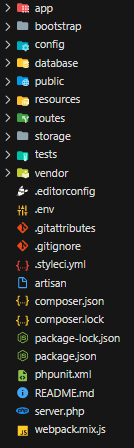 app
bootstrap
config
database
public
resources
routes
storage
tests
vendor
.editorconfig
.env
.gitattributes
.gitignore
.styleci.yml
artisan
composer.json
composer.lock
package-lock.json
package.json
phpunit.xml
README.md
server.php
webpack.mix.js